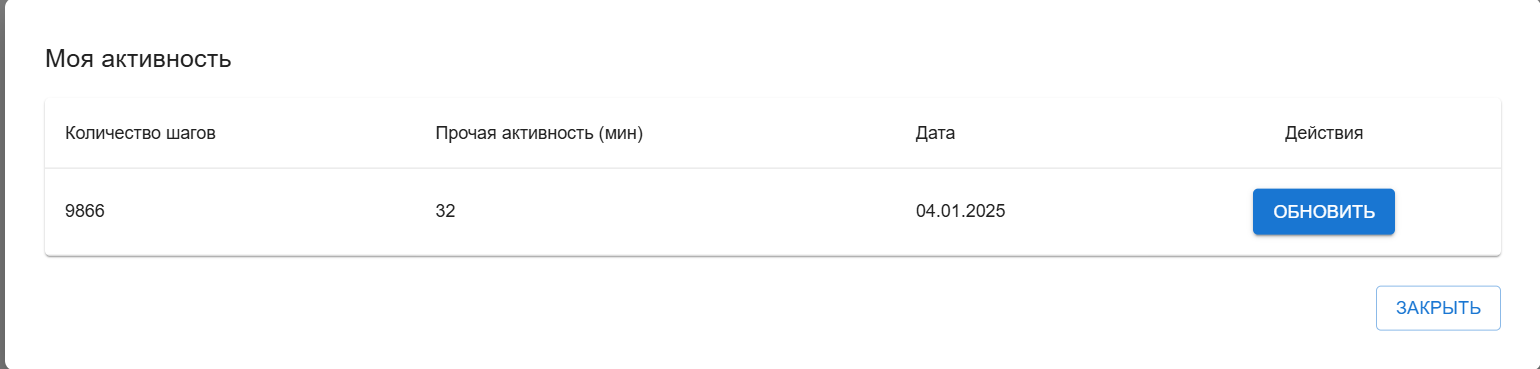 Моя активность
Количество шагов Прочая активность (мин) Дата Действия
9866 32 04.01.2025 ОБНОВИТЬ
ЗАКРЫТЬ